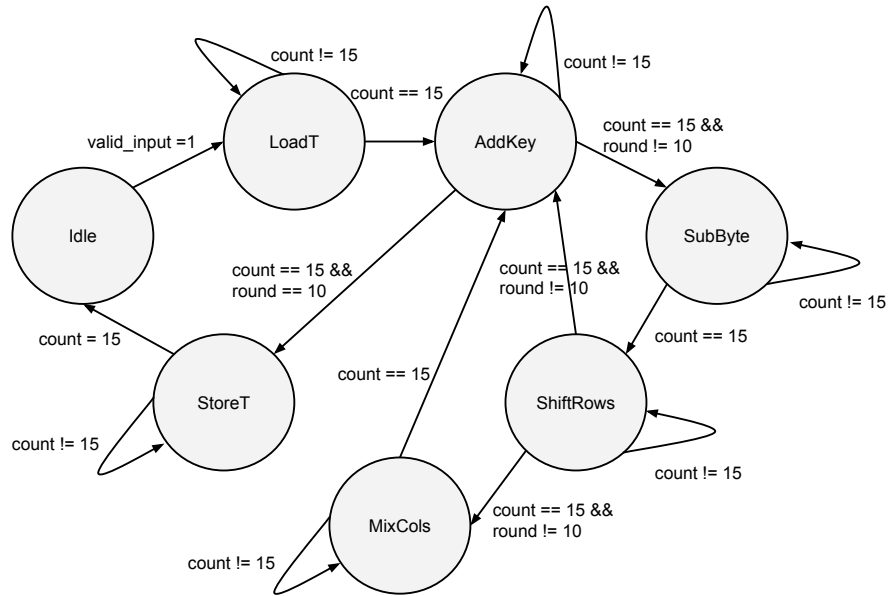 count != 15
count != 15
count == 15
valid_input =1
LoadT
AddKey
count == 15 &&
round != 10
Idle
SubByte
count == 15 &&
round == 10
count == 15 &&
round != 10
count != 15
count = 15
count == 15
count == 15
StoreT
ShiftRows
count != 15
count != 15
count == 15 &&
round != 10
MixCols
count != 15